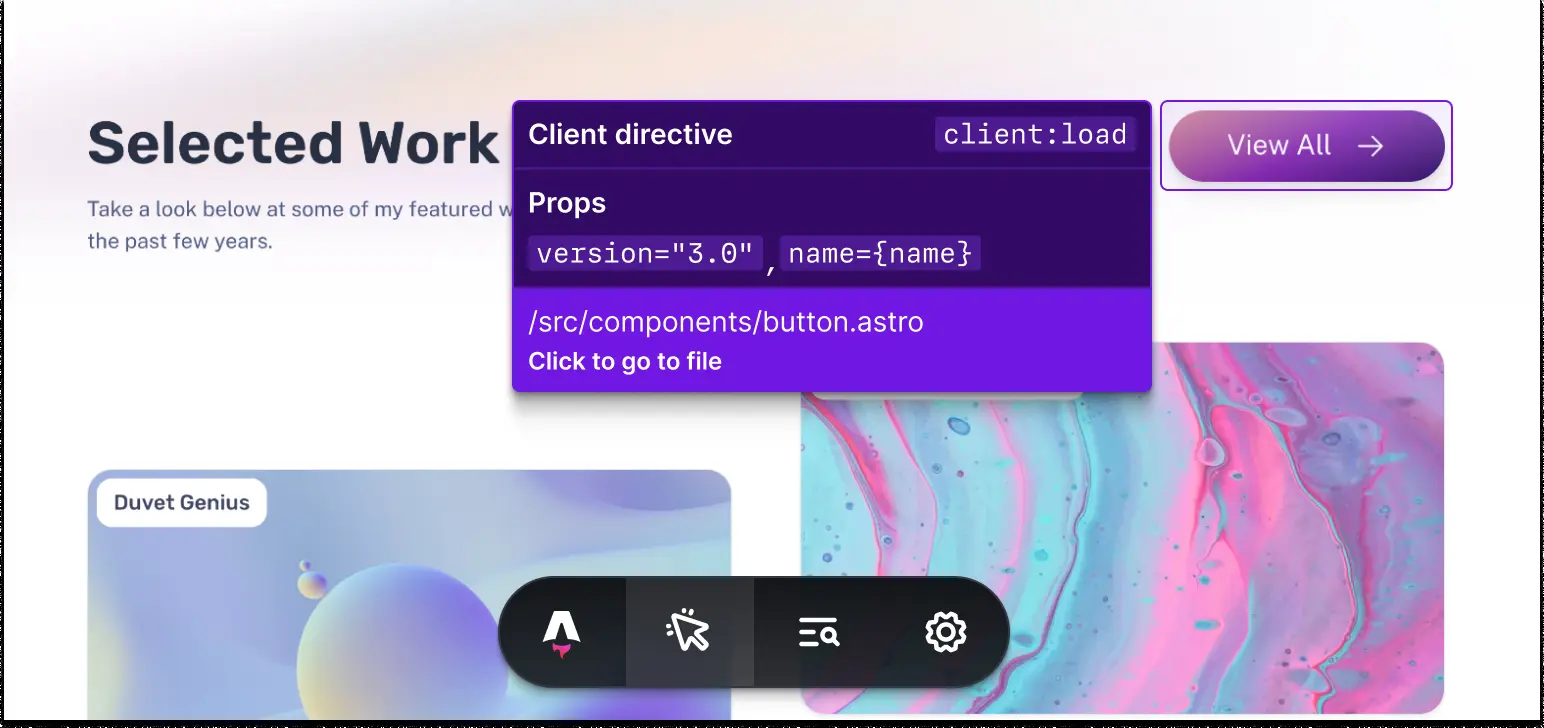 Selected Work
Take a look below at some of my featured w
the past few years.
Client directive
client:load
Props
version="3.0" , name={name}
/src/components/button.astro
Click to go to file
View All
Duvet Genius